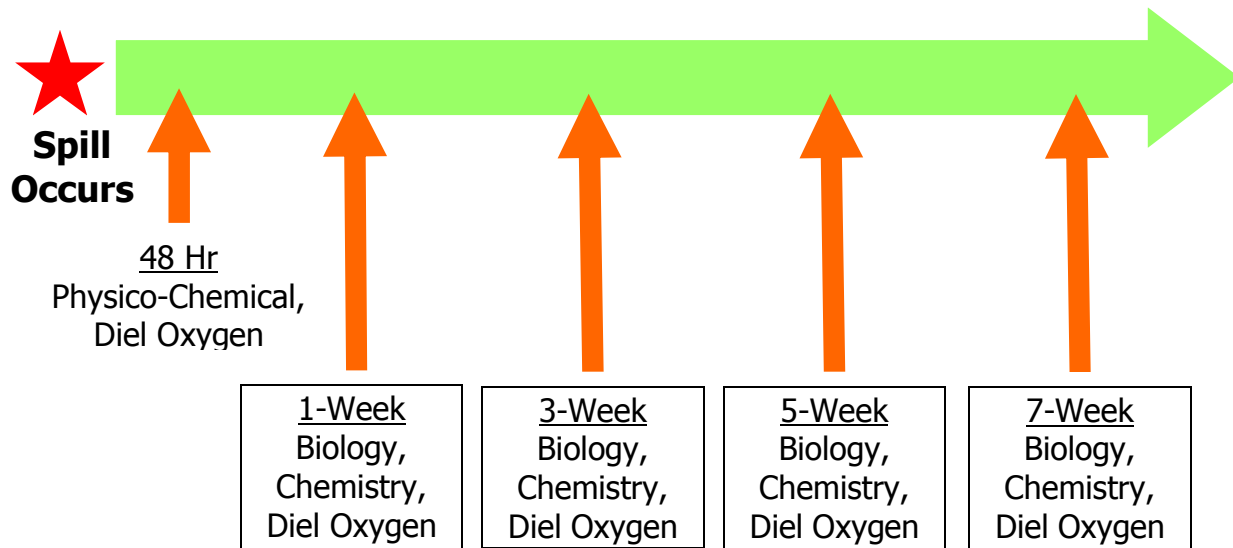 Spill
Occurs
48 Hr
Physico-Chemical,
Diel Oxygen
1-Week
Biology,
Chemistry,
Diel Oxygen
3-Week
Biology,
Chemistry,
Diel Oxygen
5-Week
Biology,
Chemistry,
Diel Oxygen
7-Week
Biology,
Chemistry,
Diel Oxygen